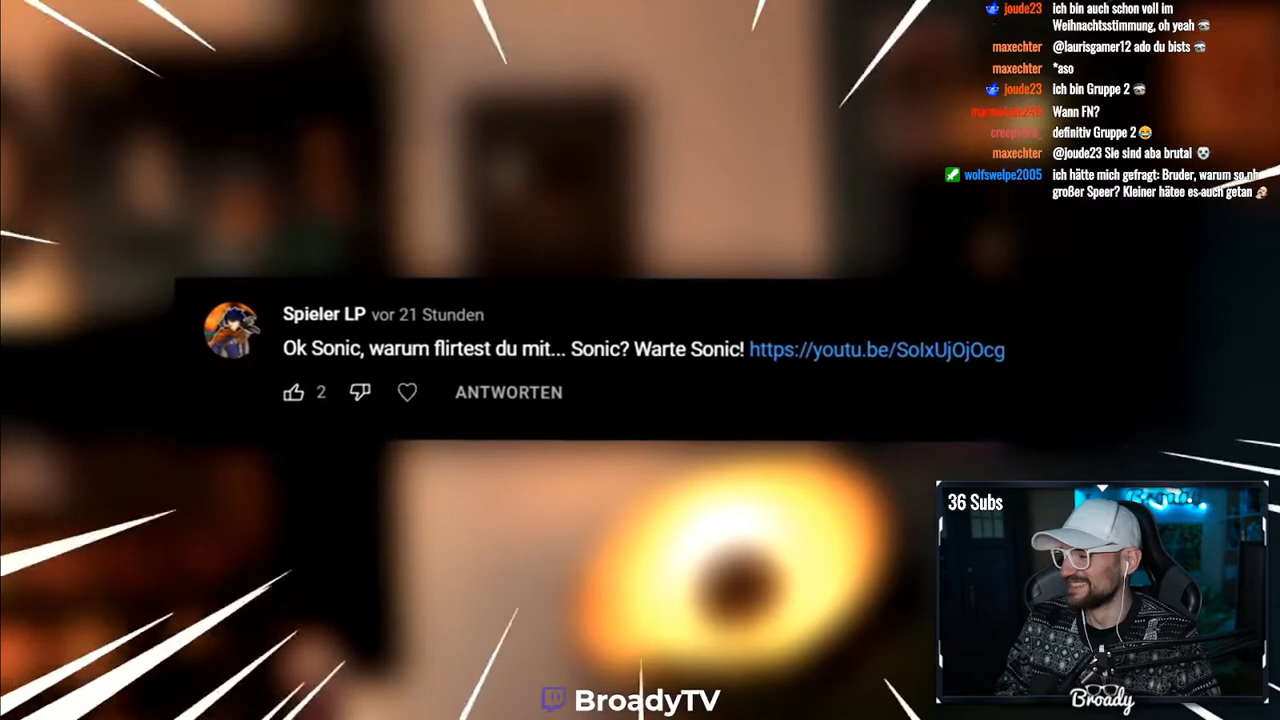 joude23 ich bin auch schon voll im
Weihnachtsstimmung, oh yeah
maxechter @laurisgamer12 ado du bists
maxechter *aso
joude23 ich bin Gruppe 2
Wann FN?
definitiv Gruppe 2 😂
maxechter @joude23 Sie sind aba brutal
wolfswelpe2005 ich hätte mich gefragt: Bruder, warum so
großer Speer? Kleiner hätee es auch getan
Spieler LP vor 21 Stunden
Ok Sonic, warum flirtest du mit... Sonic? Warte Sonic! https://youtu.be/SoIxUjOjOcg
2 ANTWORTEN
36 Subs
Broady
BroadyTV